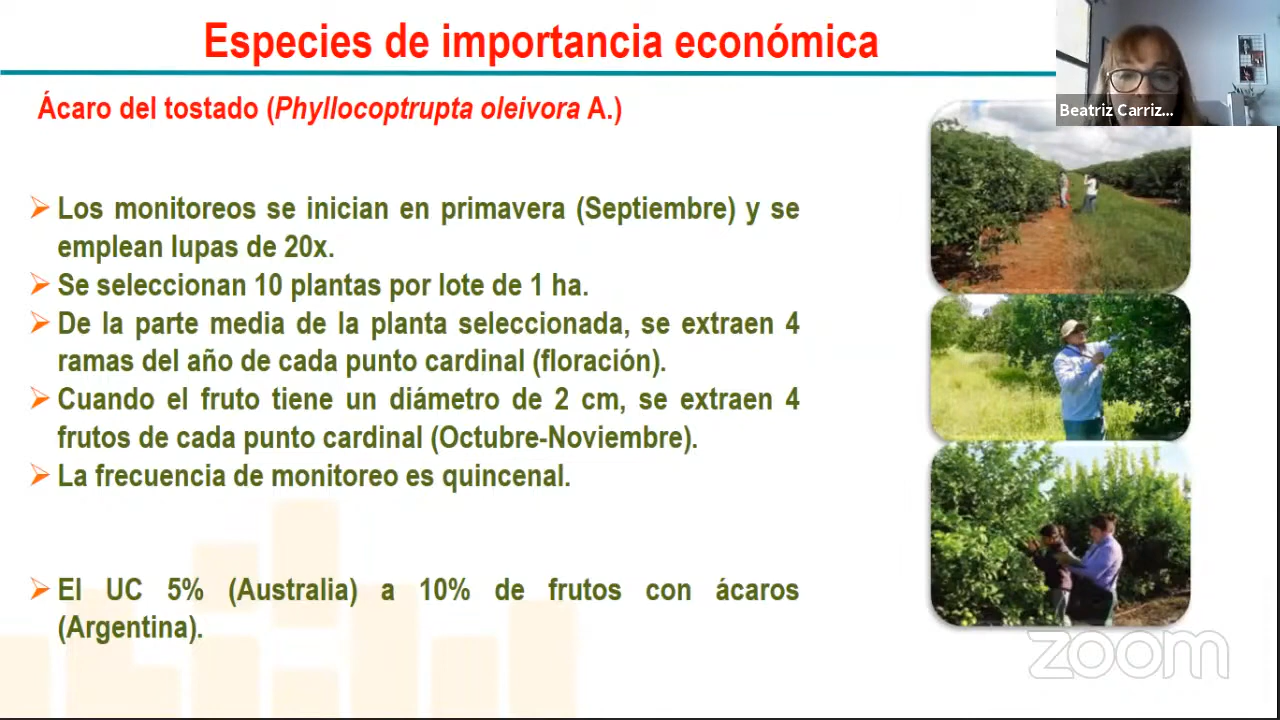 Especies de importancia económica
Beatriz Carriz...
Ácaro del tostado (Phyllocoptrupta oleivora A.)
Los monitoreos se inician en primavera (Septiembre) y se
emplean lupas de 20x.
Se seleccionan 10 plantas por lote de 1 ha.
De la parte media de la planta seleccionada, se extraen 4
ramas del año de cada punto cardinal (floración).
Cuando el fruto tiene un diámetro de 2 cm, se extraen 4
frutos de cada punto cardinal (Octubre-Noviembre).
La frecuencia de monitoreo es quincenal.
El UC 5% (Australia) a 10% de frutos con ácaros
(Argentina).
zoom